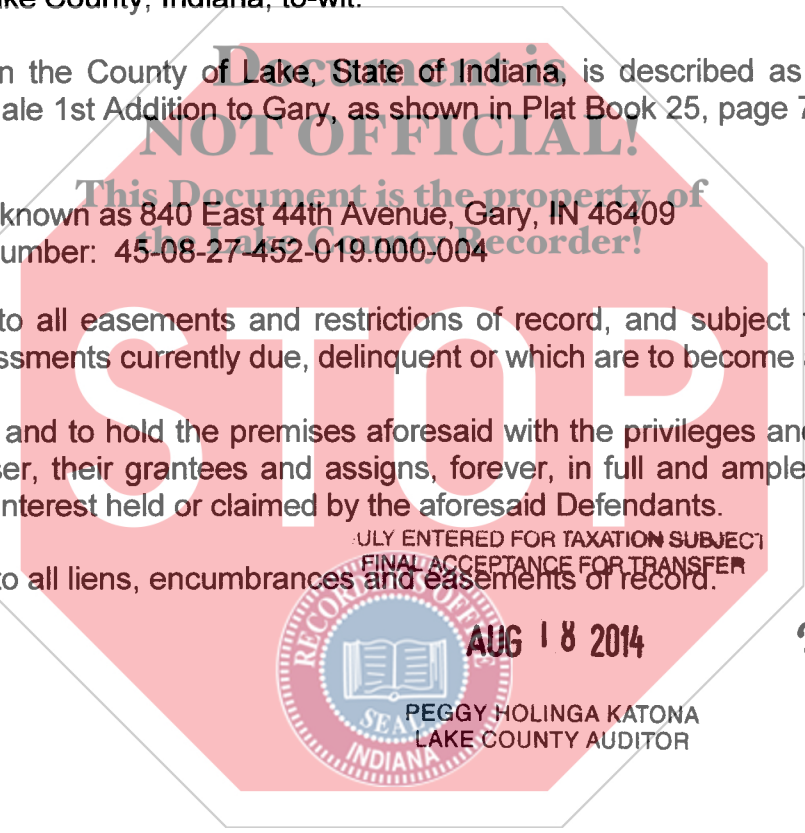 ke County, Indiana, to-wit:
n the County of Lake, State of Indiana, is described as
ale 1st Addition to Gary, as shown in Plat Book 25, page 7
Document is
NOT OFFICIAL!
This Document is the property of
the Lake County Recorder!
known as 840 East 44th Avenue, Gary, IN 46409
umber: 45-08-27-452-019.000-004
to all easements and restrictions of record, and subject
ssments currently due, delinquent or which are to become
STOP
and to hold the premises aforesaid with the privileges and
ser, their grantees and assigns, forever, in full and ample
interest held or claimed by the aforesaid Defendants.
ULY ENTERED FOR TAXATION SUBJECT
FINAL ACCEPTANCE FOR TRANSFER
to all liens, encumbrances and easements of record.
RECORDER'S OFFICE
SEAL
INDIANA
AUG 18 2014
PEGGY HOLINGA KATONA
LAKE COUNTY AUDITOR